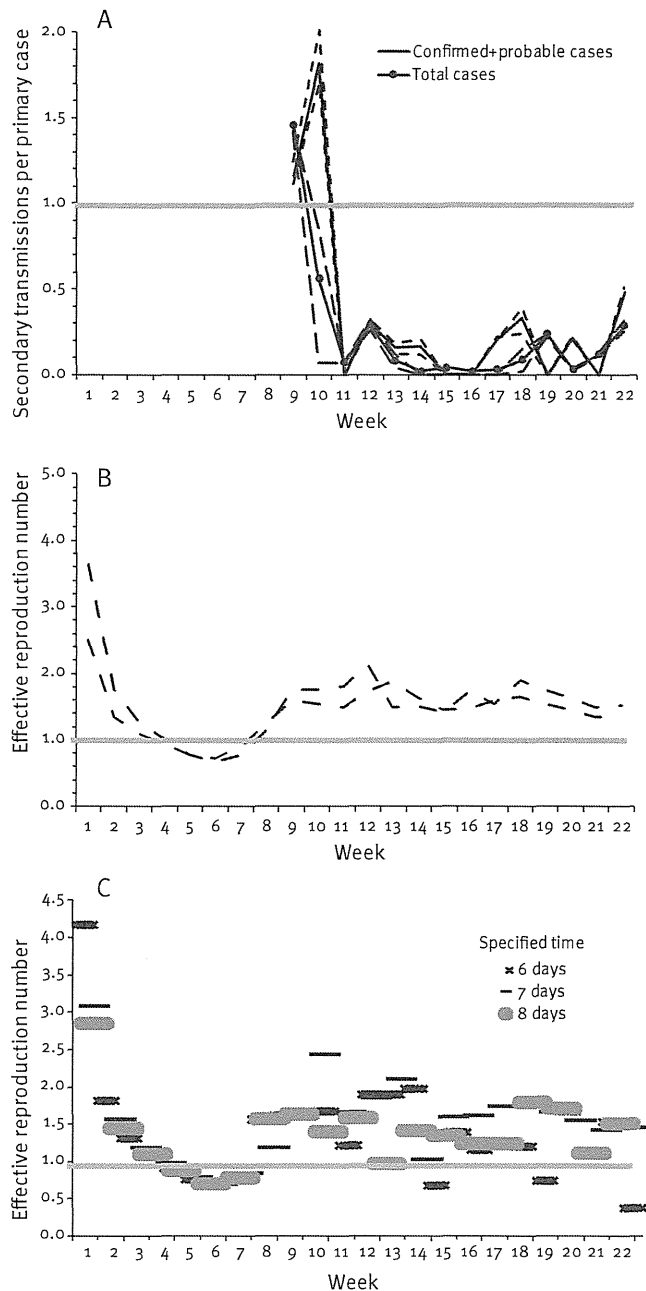 A
Secondary transmissions per primary case
2.0
1.5
1.0
0.5
0.0
Confirmed+probable cases
Total cases
1 2 3 4 5 6 7 8 9 10 11 12 13 14 15 16 17 18 19 20 21 22
Week
B
Effective reproduction number
5.0
4.0
3.0
2.0
1.0
0.0
1 2 3 4 5 6 7 8 9 10 11 12 13 14 15 16 17 18 19 20 21 22
Week
C
Effective reproduction number
4.5
4.0
3.5
3.0
2.5
2.0
1.5
1.0
0.5
0.0
Specified time
6 days
7 days
8 days
1 2 3 4 5 6 7 8 9 10 11 12 13 14 15 16 17 18 19 20 21 22
Week